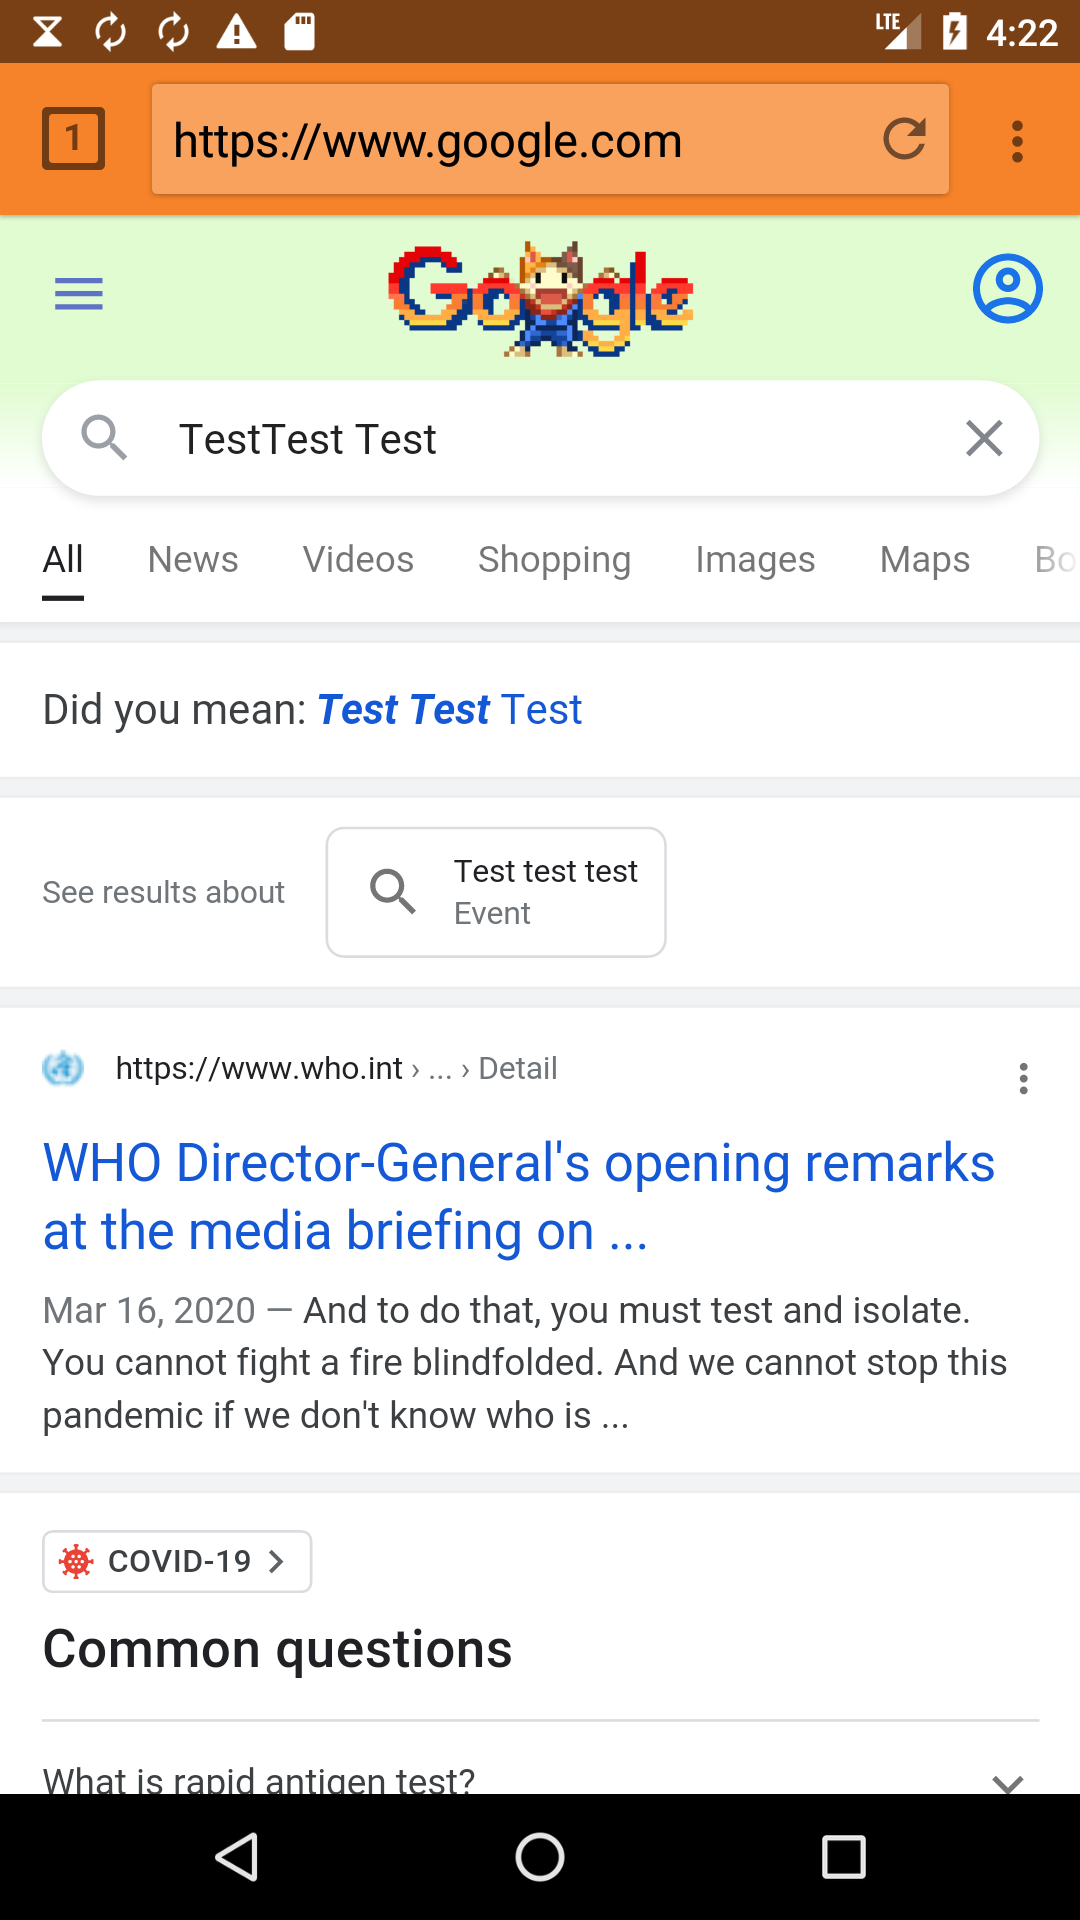 LTE 4:22
1 https://www.google.com
Google
TestTest Test
All News Videos Shopping Images Maps Bo
Did you mean: Test Test Test
See results about
Test test test
Event
https://www.who.int › ... › Detail
WHO Director-General's opening remarks
at the media briefing on ...
Mar 16, 2020 — And to do that, you must test and isolate.
You cannot fight a fire blindfolded. And we cannot stop this
pandemic if we don't know who is ...
COVID-19
Common questions
What is rapid antigen test?